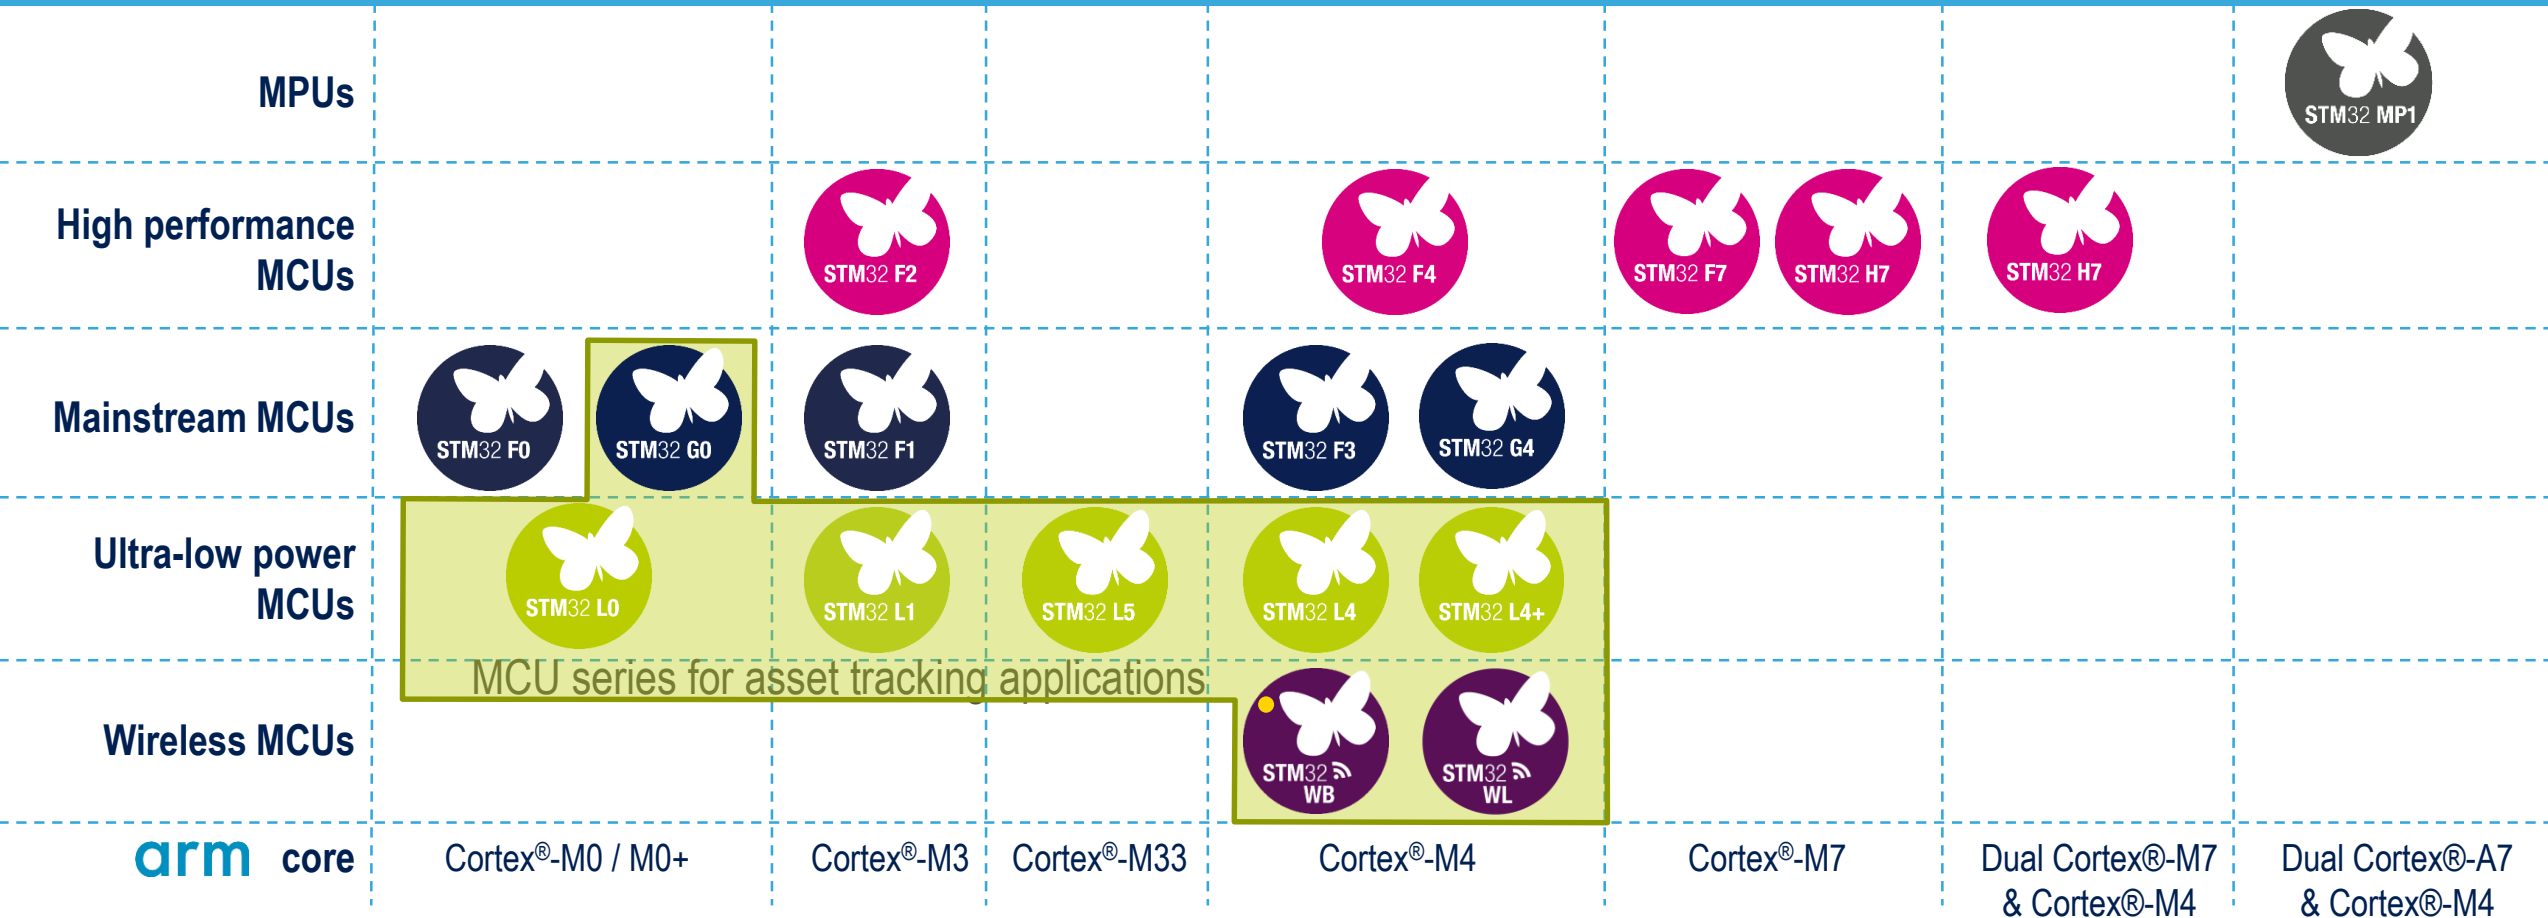 MPUs
STM32 MP1
High performance
MCUs
STM32 F2
STM32 F4
STM32 F7
STM32 H7
STM32 H7
Mainstream MCUs
STM32 F0
STM32 G0
STM32 F1
STM32 F3
STM32 G4
Ultra-low power
MCUs
STM32 L0
STM32 L1
STM32 L5
STM32 L4
STM32 L4+
MCU series for asset tracking applications
Wireless MCUs
STM32
WB
STM32
WL
arm core
Cortex®-M0 / M0+
Cortex®-M3
Cortex®-M33
Cortex®-M4
Cortex®-M7
Dual Cortex®-M7
& Cortex®-M4
Dual Cortex®-A7
& Cortex®-M4